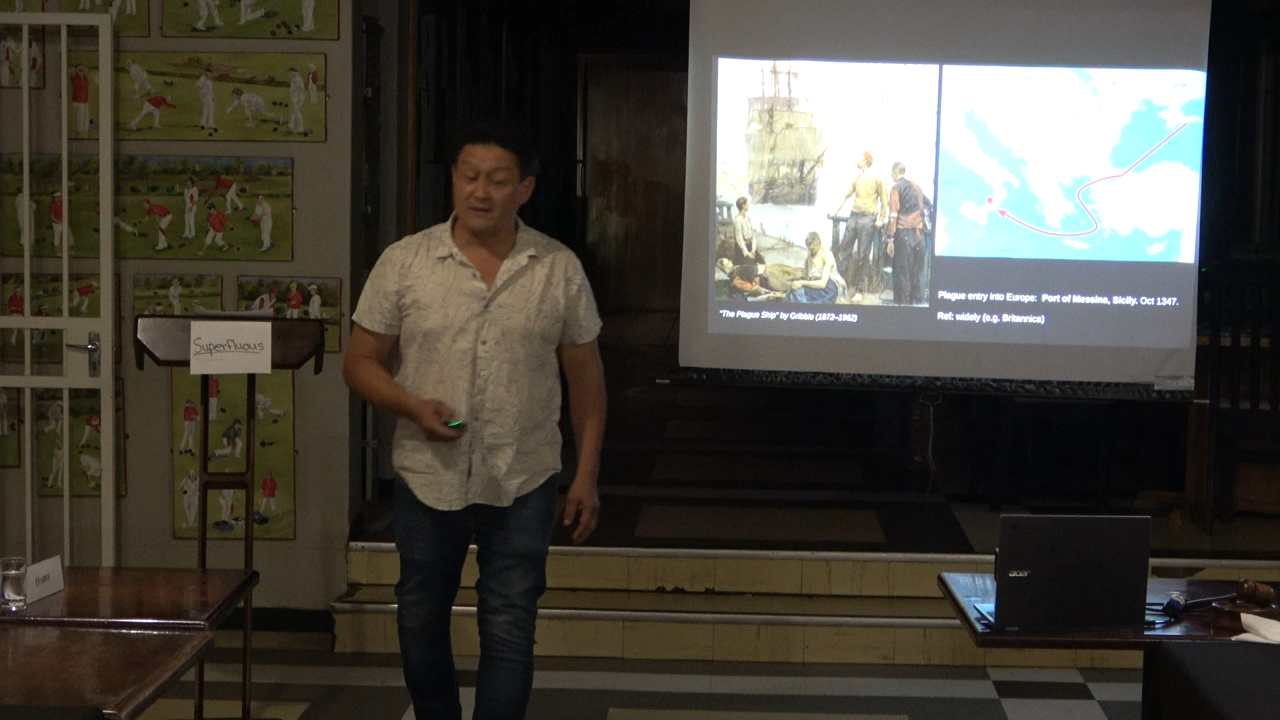 Superfluous
"The Plague Ship" by Gribble (1872–1962)
Plague entry into Europe: Port of Messina, Sicily. Oct 1347.
Ref: widely (e.g. Britannica)
acer